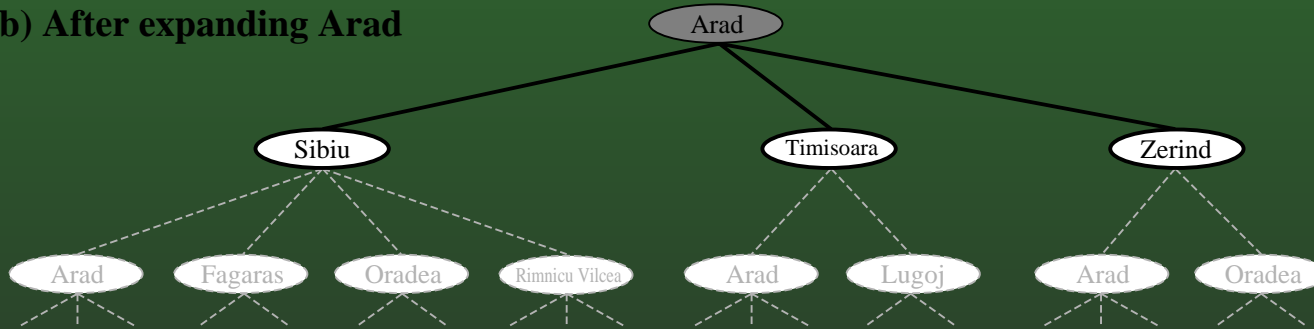 b) After expanding Arad
Arad
Sibiu
Timisoara
Zerind
Arad
Fagaras
Oradea
Rimnicu Vilcea
Arad
Lugoj
Arad
Oradea